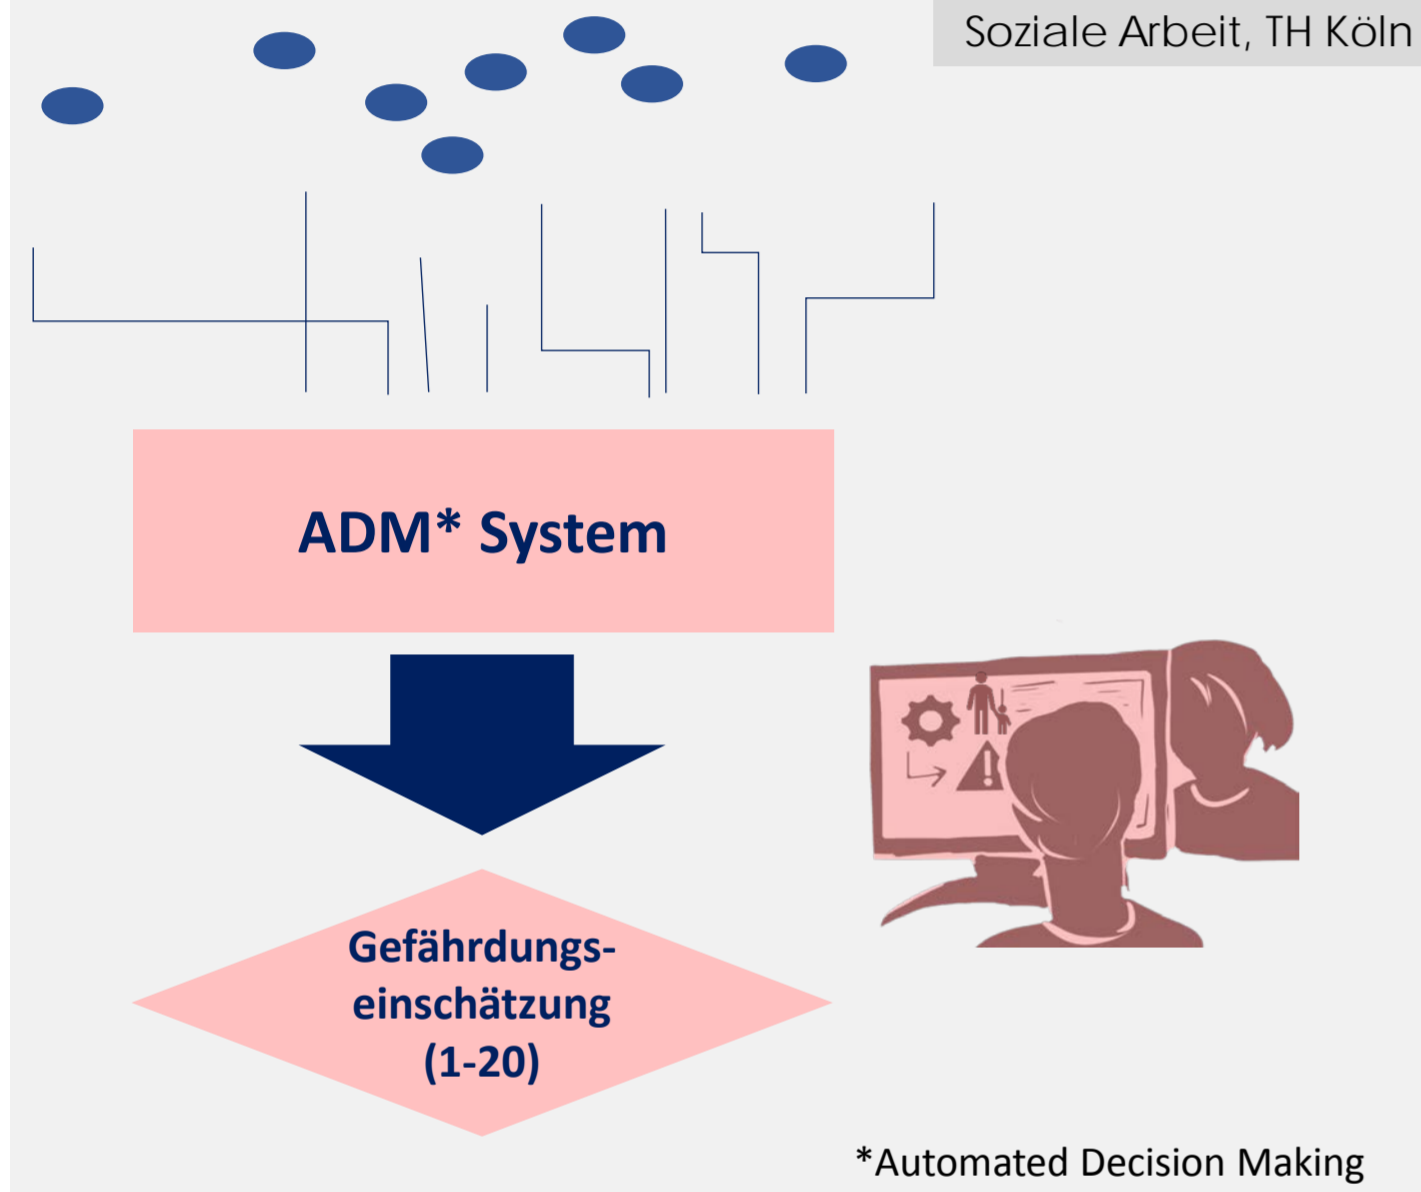 Soziale Arbeit, TH Köln
ADM* System
Gefährdungs-
einschätzung
(1-20)
*Automated Decision Making